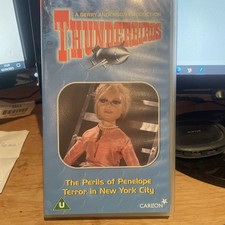 A GERRY ANDERSON PRODUCTION
THUNDERBIRDS
The Perils of Penelope
Terror in New York City
U
CARLTON